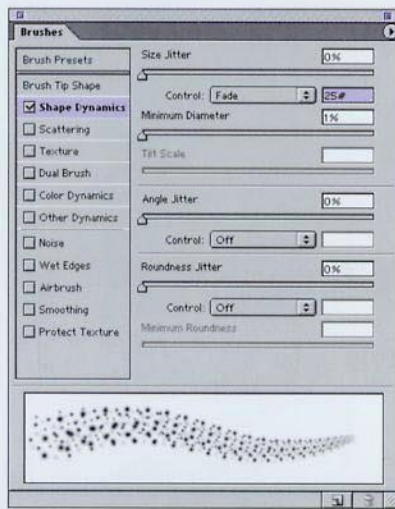 Brushes
Brush Presets
Brush Tip Shape
Shape Dynamics
Scattering
Texture
Dual Brush
Color Dynamics
Other Dynamics
Noise
Wet Edges
Airbrush
Smoothing
Protect Texture
Size Jitter 0%
Control: Fade 25#
Minimum Diameter 1%
Tilt Scale
Angle Jitter 0%
Control: Off
Roundness Jitter 0%
Control: Off
Minimum Roundness